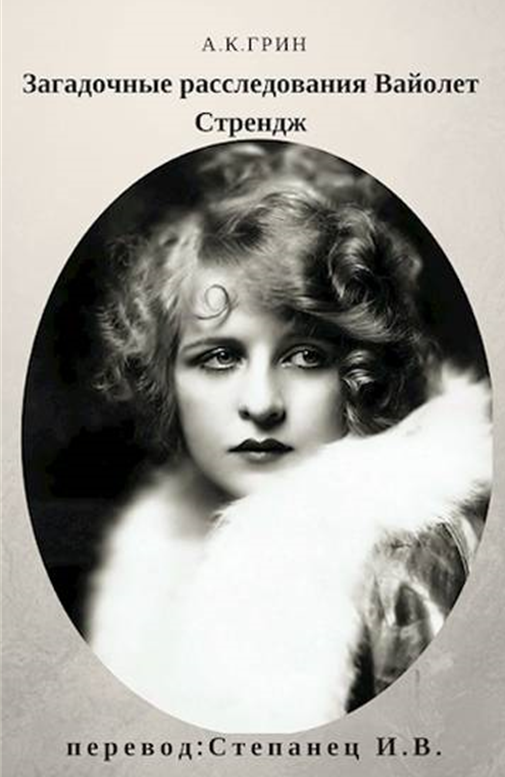 А.К.ГРИН
Загадочные расследования Вайолет
Стрендж
перевод:Степанец И.В.